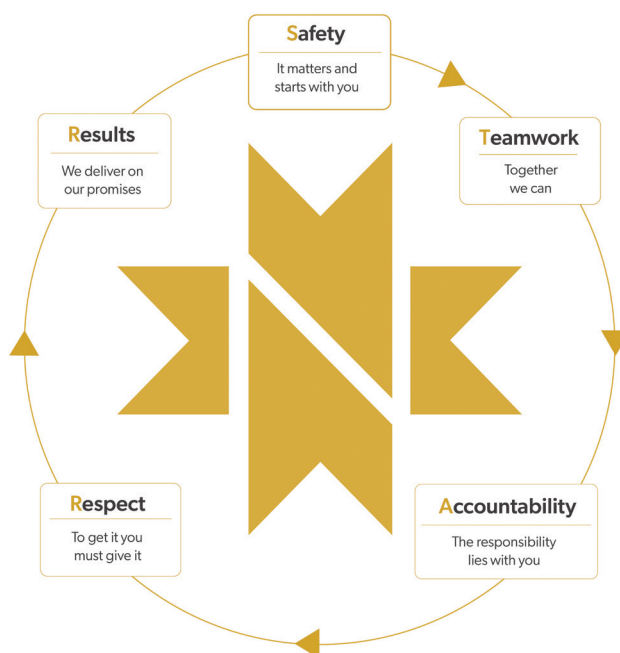 Safety
It matters and
starts with you
Teamwork
Together
we can
Accountability
The responsibility
lies with you
Respect
To get it you
must give it
Results
We deliver on
our promises